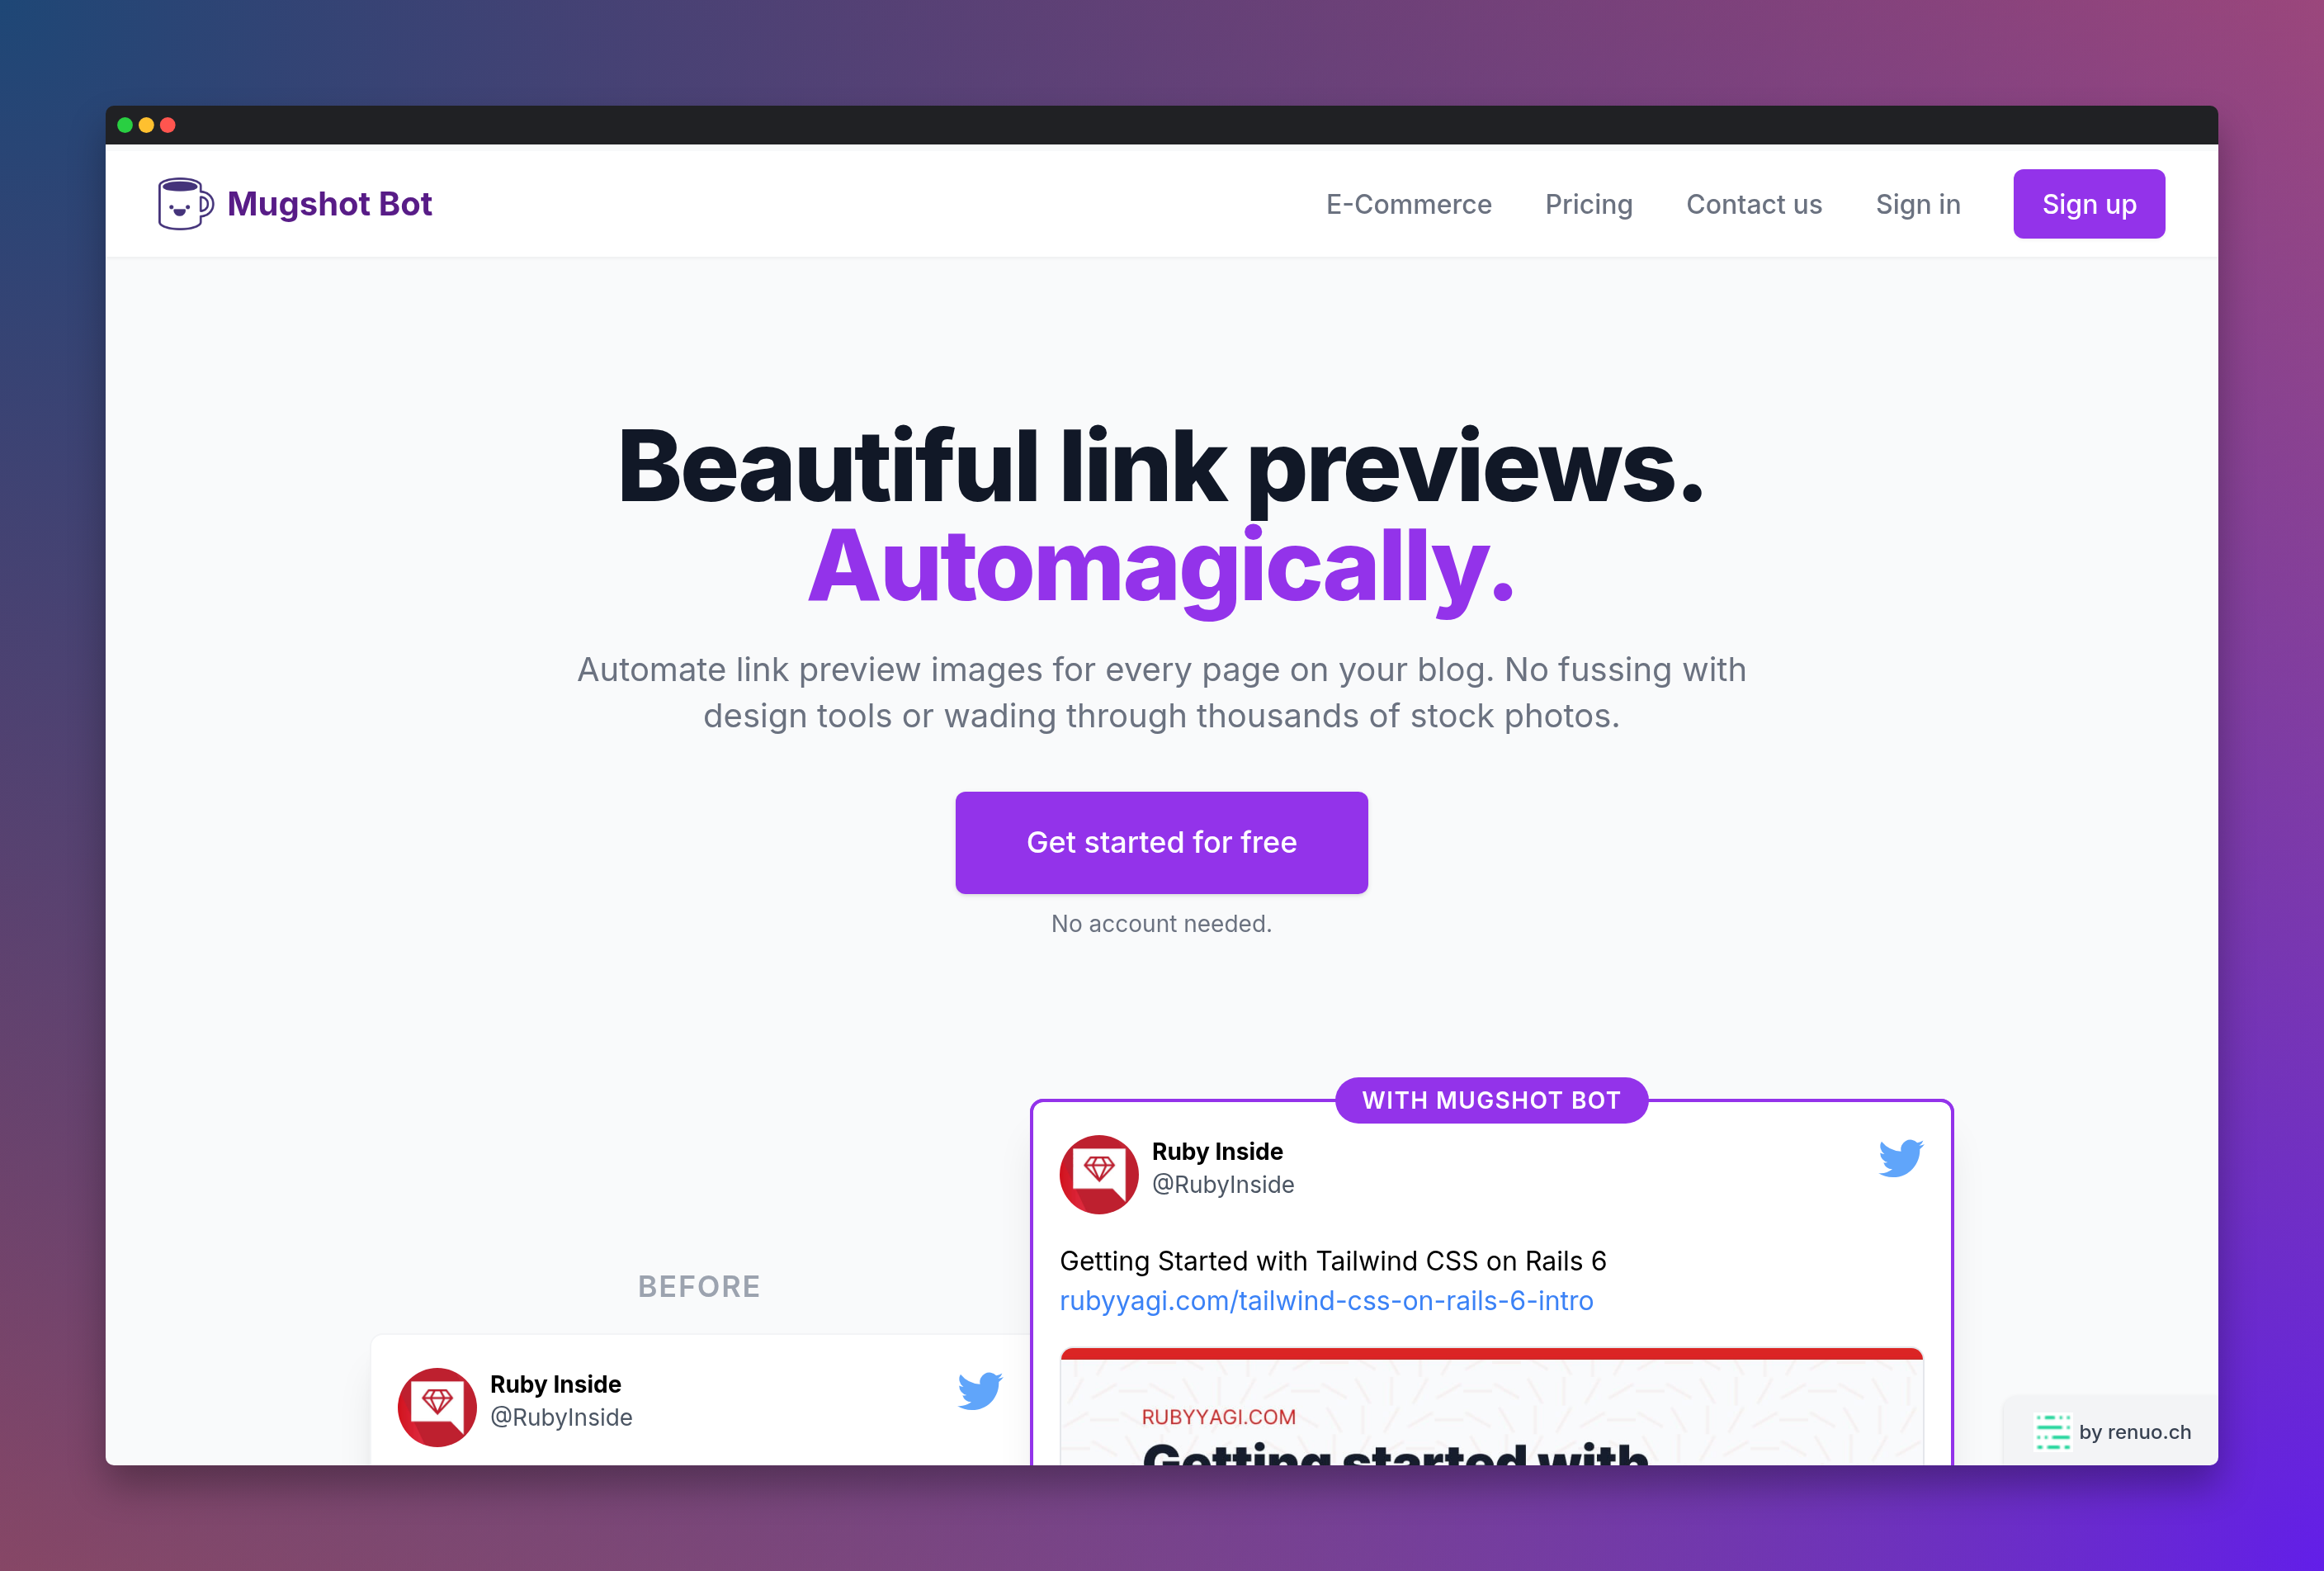 Mugshot Bot
E-Commerce
Pricing
Contact us
Sign in
Sign up
Beautiful link previews.
Automagically.
Automate link preview images for every page on your blog. No fussing with
design tools or wading through thousands of stock photos.
Get started for free
No account needed.
BEFORE
Ruby Inside
@RubyInside
WITH MUGSHOT BOT
Ruby Inside
@RubyInside
Getting Started with Tailwind CSS on Rails 6
rubyyagi.com/tailwind-css-on-rails-6-intro
RUBYYAGI.COM
Getting started with
by renuo.ch